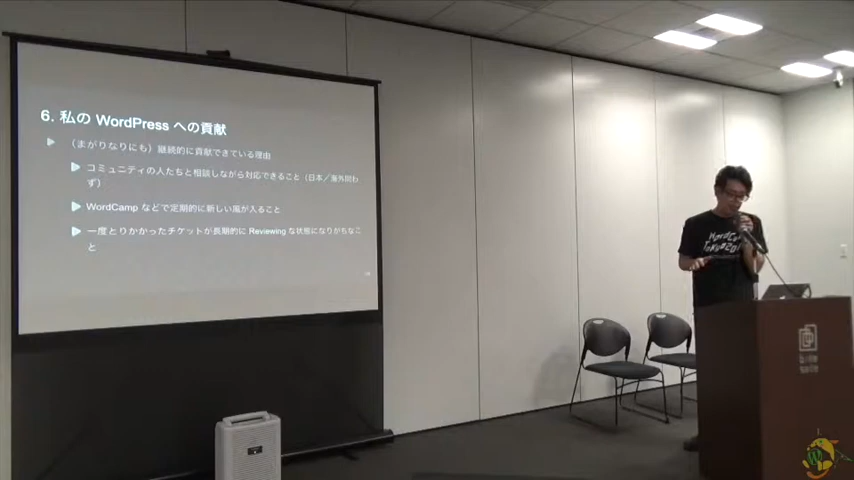 6. 私の WordPress への貢献
(まがりなりにも) 継続的に貢献できている理由
コミュニティの人たちと相談しながら対応できること (日本／海外問わ
ず)
WordCamp などで定期的に新しい風が入ること
一度とりかかったチケットが長期的に Reviewing な状態になりがちなこ
と
WordCamp